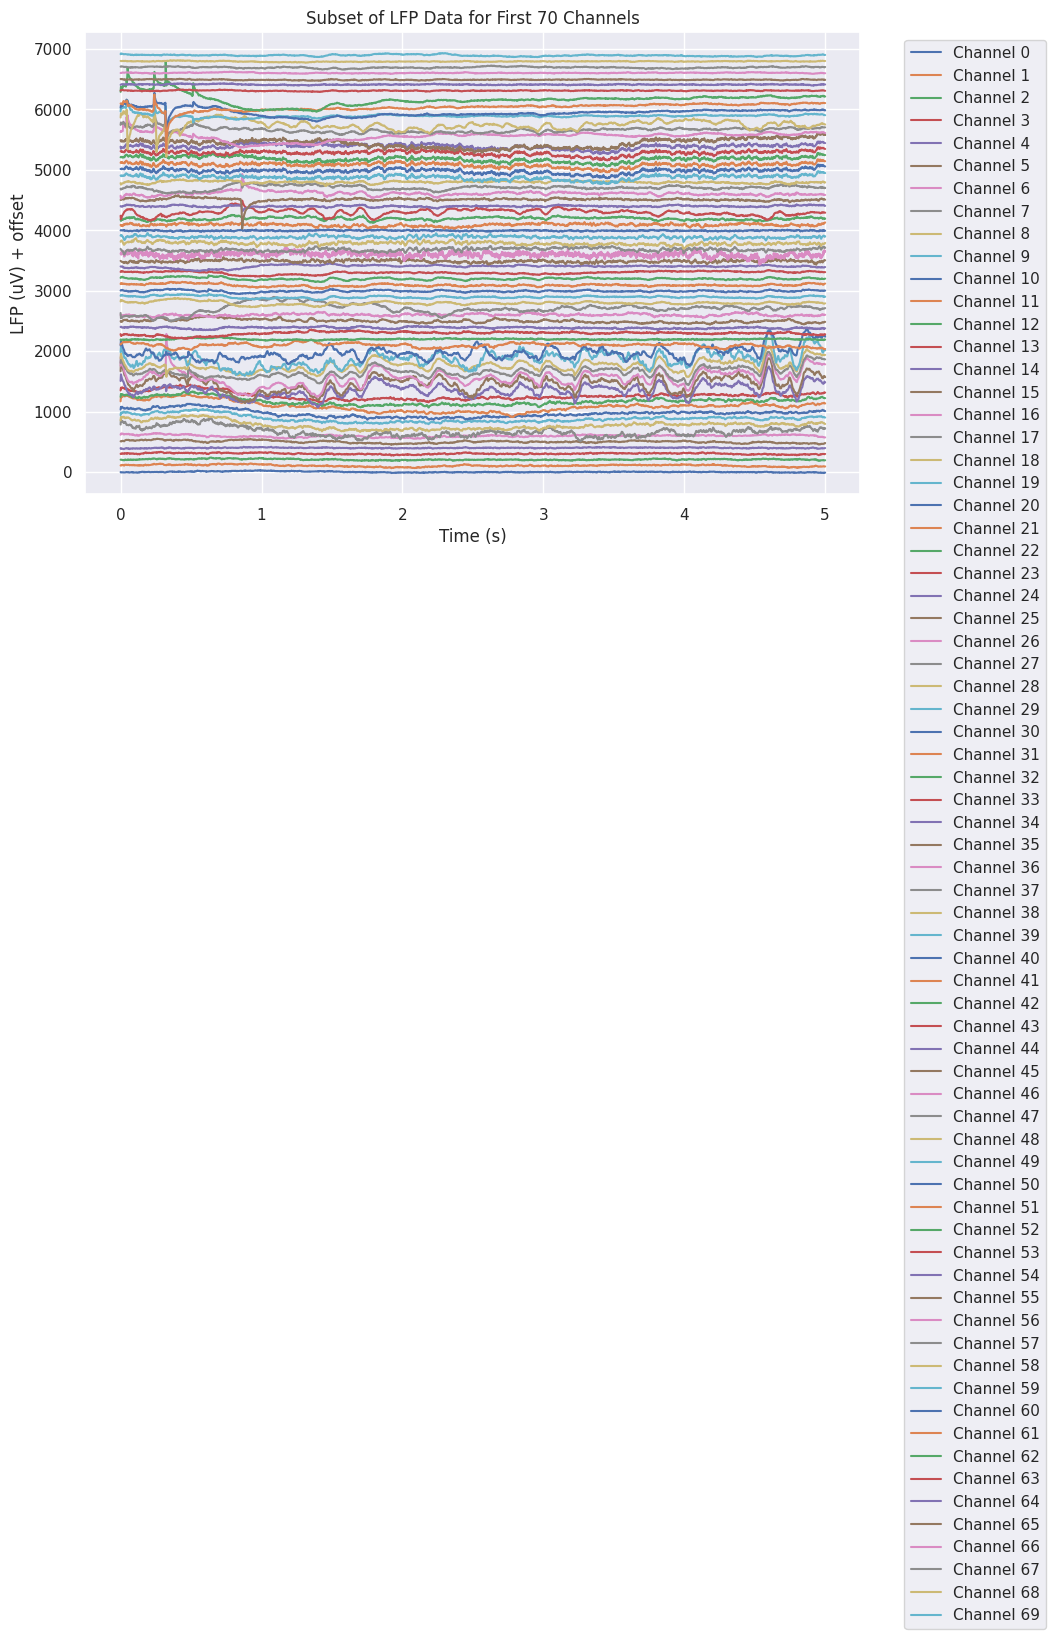 Subset of LFP Data for First 70 Channels
LFP (uV) + offset
7000
6000
5000
4000
3000
2000
1000
0
0
1
2
3
4
5
Time (s)
Channel 0
Channel 1
Channel 2
Channel 3
Channel 4
Channel 5
Channel 6
Channel 7
Channel 8
Channel 9
Channel 10
Channel 11
Channel 12
Channel 13
Channel 14
Channel 15
Channel 16
Channel 17
Channel 18
Channel 19
Channel 20
Channel 21
Channel 22
Channel 23
Channel 24
Channel 25
Channel 26
Channel 27
Channel 28
Channel 29
Channel 30
Channel 31
Channel 32
Channel 33
Channel 34
Channel 35
Channel 36
Channel 37
Channel 38
Channel 39
Channel 40
Channel 41
Channel 42
Channel 43
Channel 44
Channel 45
Channel 46
Channel 47
Channel 48
Channel 49
Channel 50
Channel 51
Channel 52
Channel 53
Channel 54
Channel 55
Channel 56
Channel 57
Channel 58
Channel 59
Channel 60
Channel 61
Channel 62
Channel 63
Channel 64
Channel 65
Channel 66
Channel 67
Channel 68
Channel 69